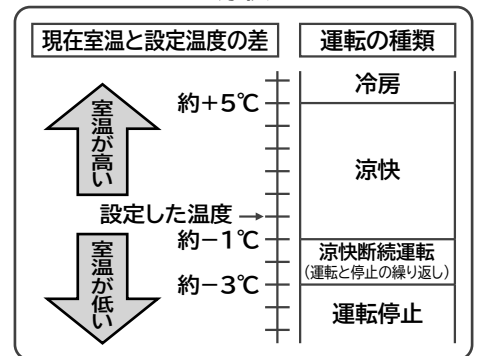 現在室温と設定温度の差
運転の種類
室温が高い
約+5℃
設定した温度→
約−1℃
約−3℃
室温が低い
冷房
涼快
涼快断続運転
(運転と停止の繰り返し)
運転停止